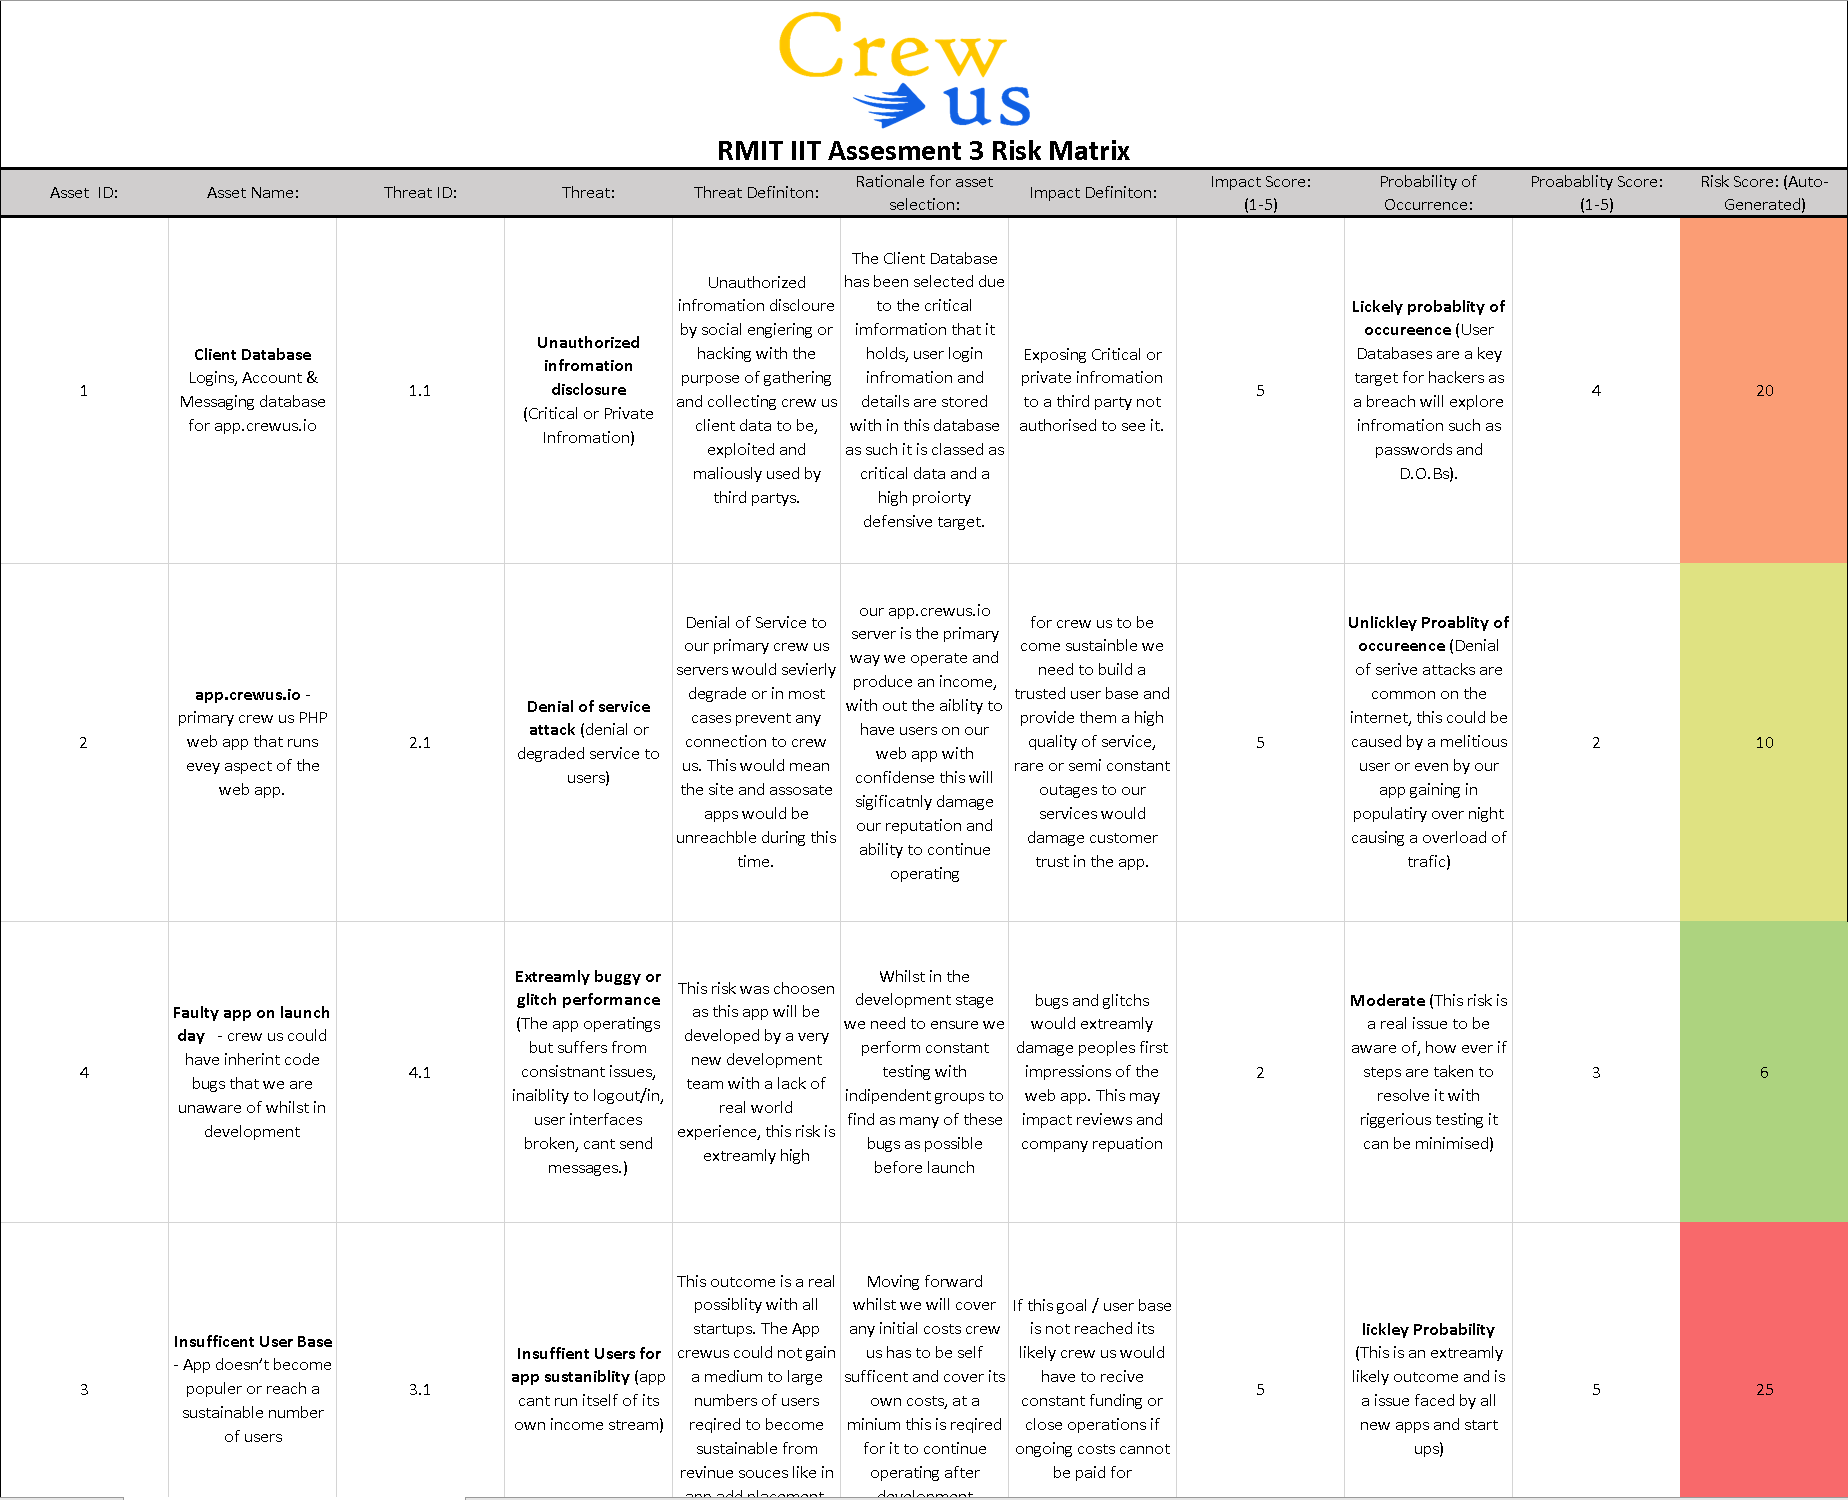 Crew
us
RMIT IIT Assesment 3 Risk Matrix
Asset  ID:
Asset Name:
Threat ID:
Threat:
Threat Definiton:
Rationale for asset
selection:
Impact Definiton:
Impact Score:
(1-5)
Probability of
Occurrence:
Proabablity Score:
(1-5)
Risk Score: (Auto-
Generated)
1
Client Database
Logins, Account &
Messaging database
for app.crewus.io
1.1
Unauthorized
infromation
disclosure
(Critical or Private
Infromation)
Unauthorized
infromation discloure
by social engiering or
hacking with the
purpose of gathering
and collecting crew us
client data to be,
exploited and
maliously used by
third partys.
The Client Database
has been selected due
to the critical
imformation that it
holds, user login
infromation and
details are stored
with in this database
as such it is classed as
critical data and a
high proiorty
defensive target.
Exposing Critical or
private infromation
to a third party not
authorised to see it.
5
Lickely probablity of
occureence (User
Databases are a key
target for hackers as
a breach will explore
infromation such as
passwords and
D.O.Bs).
4
20
2
app.crewus.io -
primary crew us PHP
web app that runs
evey aspect of the
web app.
2.1
Denial of service
attack (denial or
degraded service to
users)
Denial of Service to
our primary crew us
servers would sevierly
degrade or in most
cases prevent any
connection to crew
us. This would mean
the site and assosate
apps would be
unreachble during this
time.
our app.crewus.io
server is the primary
way we operate and
produce an income,
with out the aiblity to
have users on our
web app with
confidense this will
sigificatnly damage
our reputation and
ability to continue
operating
for crew us to be
come sustainble we
need to build a
trusted user base and
provide them a high
quality of service,
rare or semi constant
outages to our
services would
damage customer
trust in the app.
5
Unlickley Proablity of
occureence (Denial
of serive attacks are
common on the
internet, this could be
caused by a melitious
user or even by our
app gaining in
populatiry over night
causing a overload of
trafic)
2
10
4
Faulty app on launch
day   - crew us could
have inherint code
bugs that we are
unaware of whilst in
development
4.1
Extreamly buggy or
glitch performance
(The app operatings
but suffers from
consistnant issues,
inaiblity to logout/in,
user interfaces
broken, cant send
messages.)
This risk was choosen
as this app will be
developed by a very
new development
team with a lack of
real world
experience, this risk is
extreamly high
Whilst in the
development stage
we need to ensure we
perform constant
testing with
indipendent groups to
find as many of these
bugs as possible
before launch
bugs and glitchs
would extreamly
damage peoples first
impressions of the
web app. This may
impact reviews and
company repuation
2
Moderate (This risk is
a real issue to be
aware of, how ever if
steps are taken to
resolve it with
riggerious testing it
can be minimised)
3
6
3
Insufficent User Base
- App doesn't become
populer or reach a
sustainable number
of users
3.1
Insuffient Users for
app sustaniblity (app
cant run itself of its
own income stream)
This outcome is a real
possiblity with all
startups. The App
crewus could not gain
a medium to large
numbers of users
reqired to become
sustainable from
revinue souces like in
app add placement
Moving forward
whilst we will cover
any initial costs crew
us has to be self
sufficent and cover its
own costs, at a
minium this is reqired
for it to continue
operating after
development
If this goal / user base
is not reached its
likely crew us would
have to recive
constant funding or
close operations if
ongoing costs cannot
be paid for
5
lickley Probability
(This is an extreamly
likely outcome and is
a issue faced by all
new apps and start
ups)
5
25